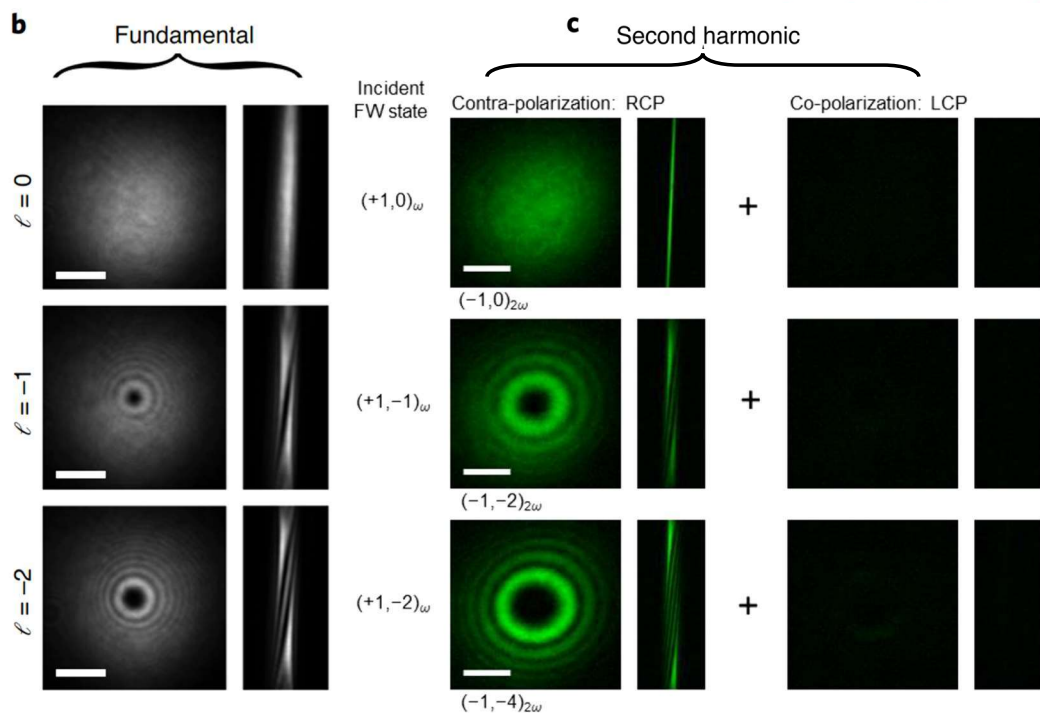 b
Fundamental
c
Second harmonic
Incident
FW state
Contra-polarization: RCP
Co-polarization: LCP
ℓ = 0
(+1,0)ω
+
(−1,0)2ω
ℓ = −1
(+1,−1)ω
+
(−1,−2)2ω
ℓ = −2
(+1,−2)ω
+
(−1,−4)2ω